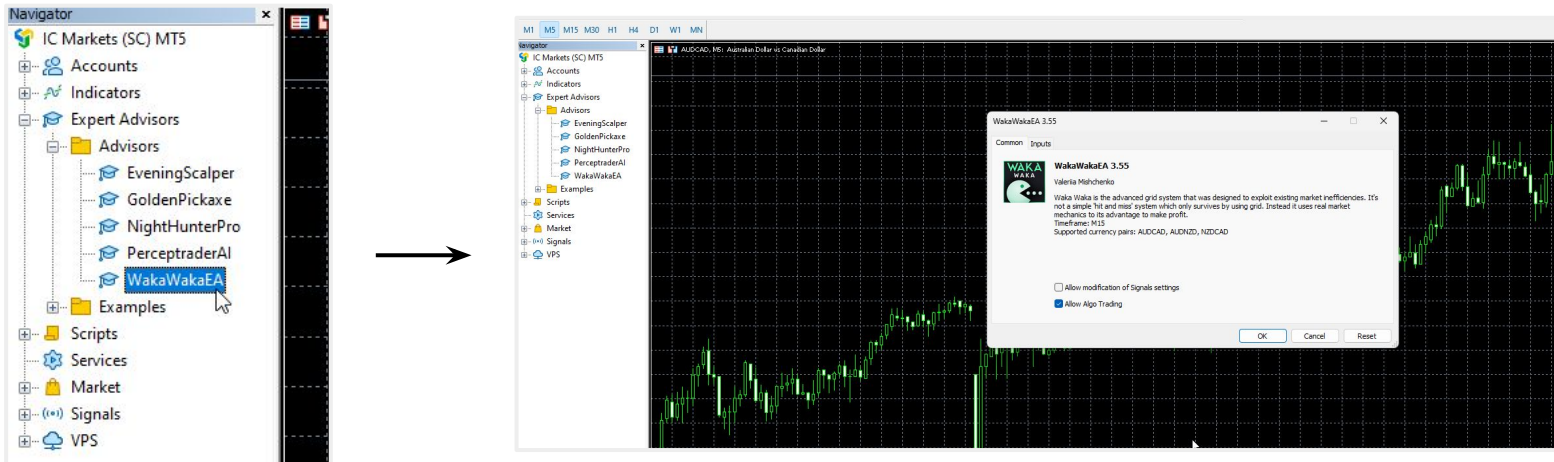 Navigator
IC Markets (SC) MT5
Accounts
Indicators
Expert Advisors
Advisors
EveningScalper
GoldenPickaxe
NightHunterPro
PerceptraderAI
WakaWakaEA
Examples
Scripts
Services
Market
Signals
VPS
M1 M5 M15 M30 H1 H4 D1 W1 MN
Navigator
IC Markets (SC) MT5
Accounts
Indicators
Expert Advisors
Advisors
EveningScalper
GoldenPickaxe
NightHunterPro
PerceptraderAI
WakaWakaEA
Examples
Scripts
Services
Market
Signals
VPS
AUDCAD, M5: Australian Dollar vs Canadian Dollar
WakaWakaEA 3.55
Common Inputs
WAKA
WAKA
WakaWakaEA 3.55
Valeriia Mishchenko
Waka Waka is the advanced grid system that was designed to exploit existing market inefficiencies. It's
not a simple 'hit and miss' system which only survives by using grid. Instead it uses real market
mechanics to its advantage to make profit.
Timeframe: M15
Supported currency pairs: AUDCAD, AUDNZD, NZDCAD
Allow modification of Signals settings
Allow Algo Trading
OK Cancel Reset